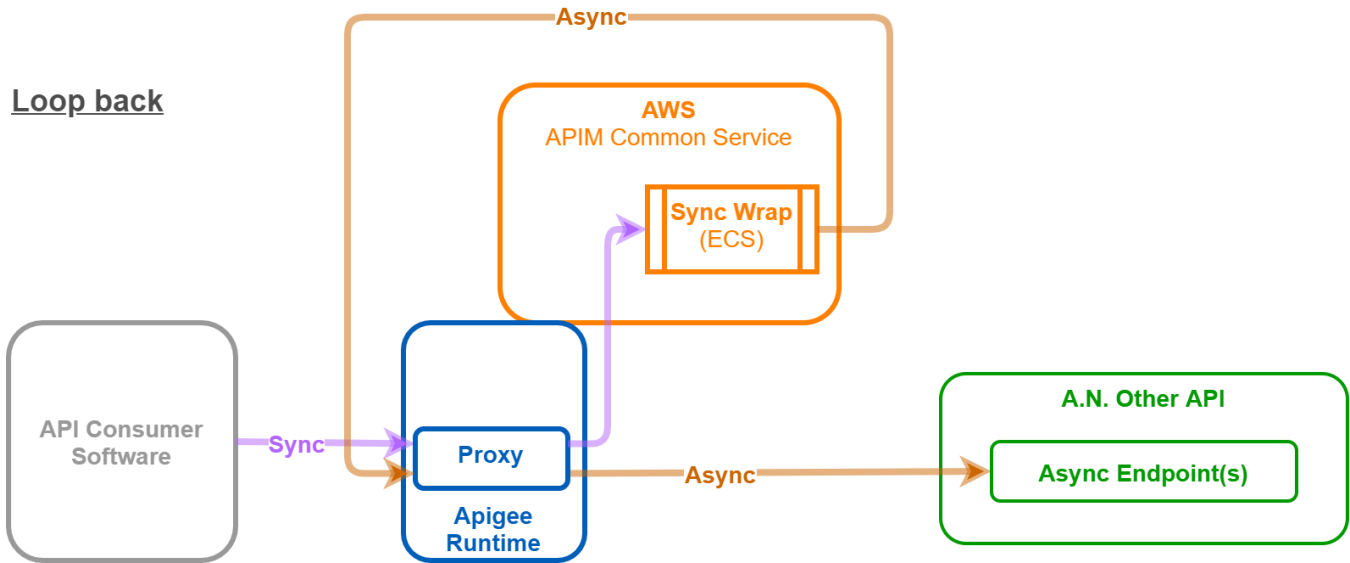 Async
Loop back
AWS
APIM Common Service
Sync Wrap
(ECS)
API Consumer
Software
Sync
Proxy
Apigee
Runtime
Async
A.N. Other API
Async Endpoint(s)